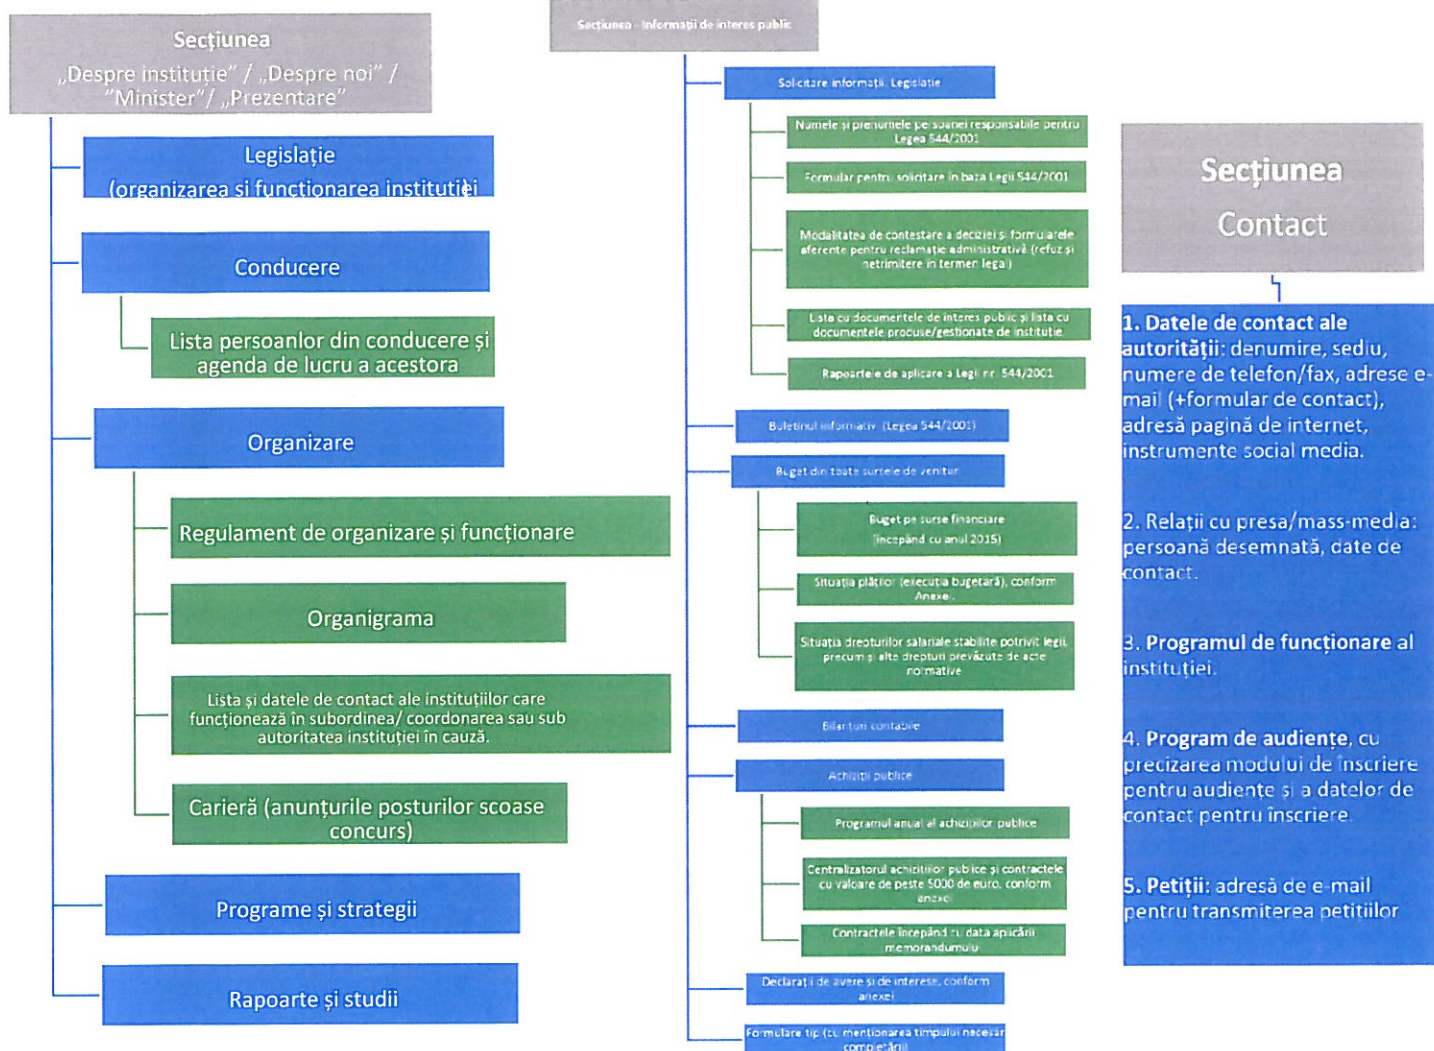 Secțiunea
„Despre instituție" / „Despre noi" /
"Minister"/ „Prezentare"
Legislație
(organizarea si funcționarea instituției)
Conducere
Lista persoanlor din conducere și
agenda de lucru a acestora
Organizare
Regulament de organizare și funcționare
Organigrama
Lista și datele de contact ale instituțiilor care
funcționează în subordinea/ coordonarea sau sub
autoritatea instituției în cauză.
Carieră (anunțurile posturilor scoase
concurs)
Programe și strategii
Rapoarte și studii
Secțiunea - Informații de interes public
Solicitare informații. Legislație
Numele și prenumele persoanei responsabile pentru
Legea 544/2001
Formular pentru solicitare în baza Legii 544/2001
Modalitatea de contestare a deciziei și formularele
aferente pentru reclamație administrativă (refuz și
netrimitere în termen legal)
Lista cu documentele de interes public și lista cu
documentele produse/gestionate de instituție
Rapoartele de aplicare a Legii nr. 544/2001
Buletinul informativ (Legea 544/2001)
Buget din toate sursele de venituri
Buget pe surse financiare
(începând cu anul 2015)
Situația plăților (execuția bugetară), conform
Anexei.
Situația drepturilor salariale stabilite potrivit legii,
precum și alte drepturi prevăzute de acte
normative
Bilanțuri contabile
Achiziții publice
Programul anual al achizițiilor publice
Centralizatorul achizițiilor publice și contractele
cu valoare de peste 5000 de euro, conform
anexei
Contractele începând cu data aplicării
memorandumului
Declarații de avere și de interese, conform
anexei
Formulare tip (cu menționarea timpului necesar
completării)
Secțiunea
Contact
1. Datele de contact ale
autorității: denumire, sediu,
numere de telefon/fax, adrese e-
mail (+formular de contact),
adresă pagină de internet,
instrumente social media.
2. Relații cu presa/mass-media:
persoană desemnată, date de
contact.
3. Programul de funcționare al
instituției.
4. Program de audiențe, cu
precizarea modului de înscriere
pentru audiențe și a datelor de
contact pentru înscriere.
5. Petiții: adresă de e-mail
pentru transmiterea petițiilor